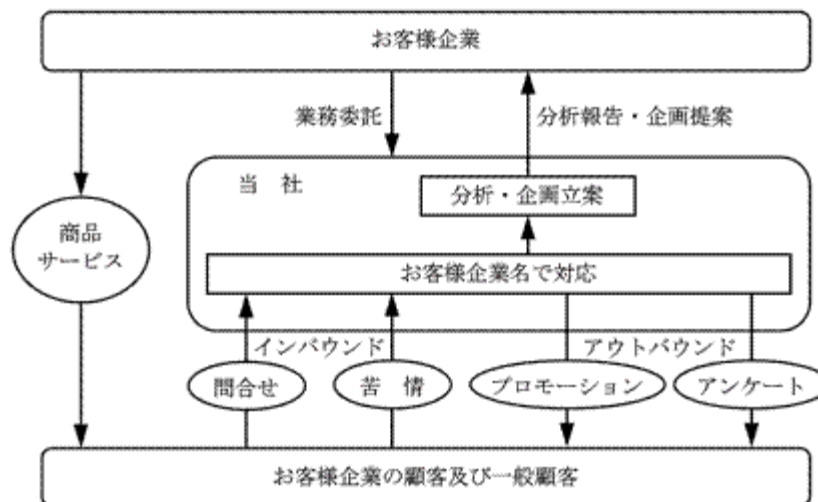 お客様企業
業務委託
分析報告・企画提案
当 社
分析・企画立案
商品
サービス
お客様企業名で対応
インバウンド
アウトバウンド
問合せ
苦 情
プロモーション
アンケート
お客様企業の顧客及び一般顧客